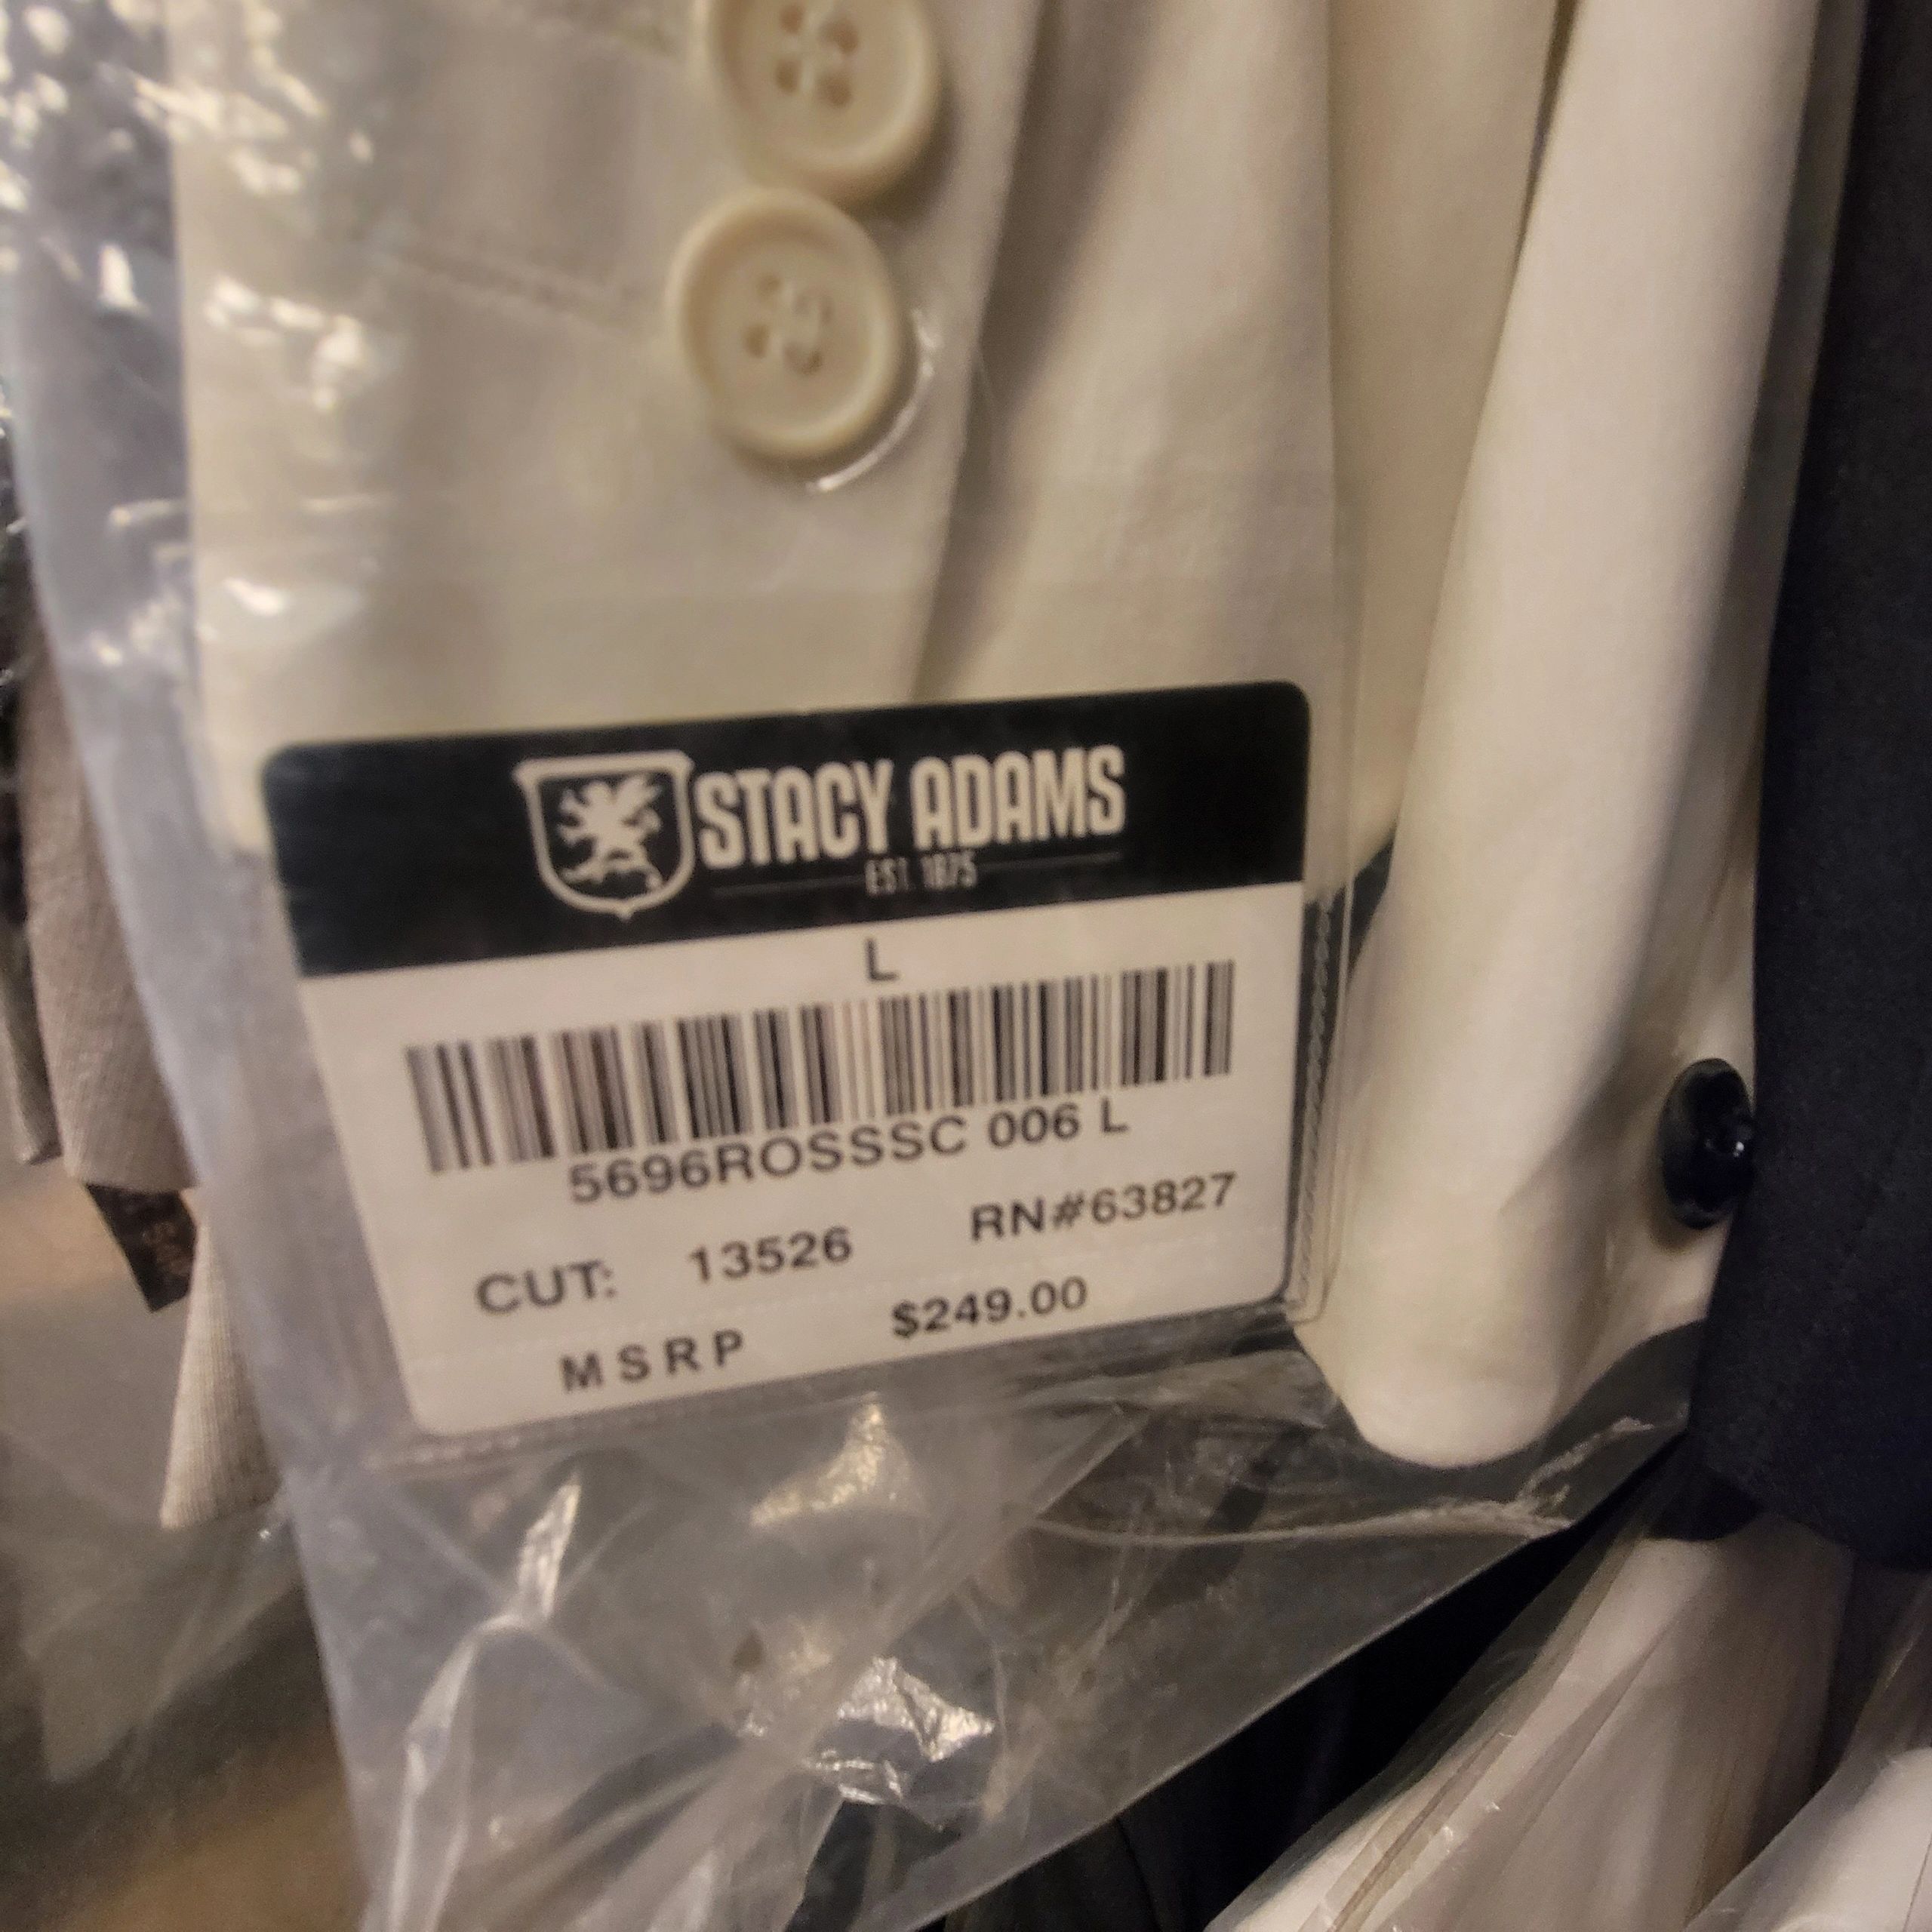 STACY ADAMS
EST. 1875
L
5696ROSSSC 006 L
CUT: 13526 RN#63827
MSRP $249.00